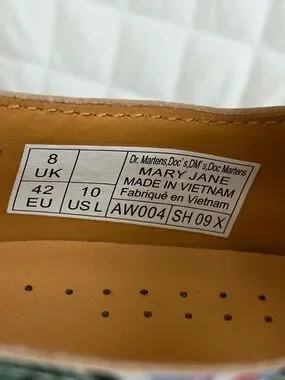 8 UK
42 EU
10 US L
Dr. Martens,Doc's,DM's,Doc Martens
MARY JANE
MADE IN VIETNAM
Fabriqué en Vietnam
AW004 SH 09 X